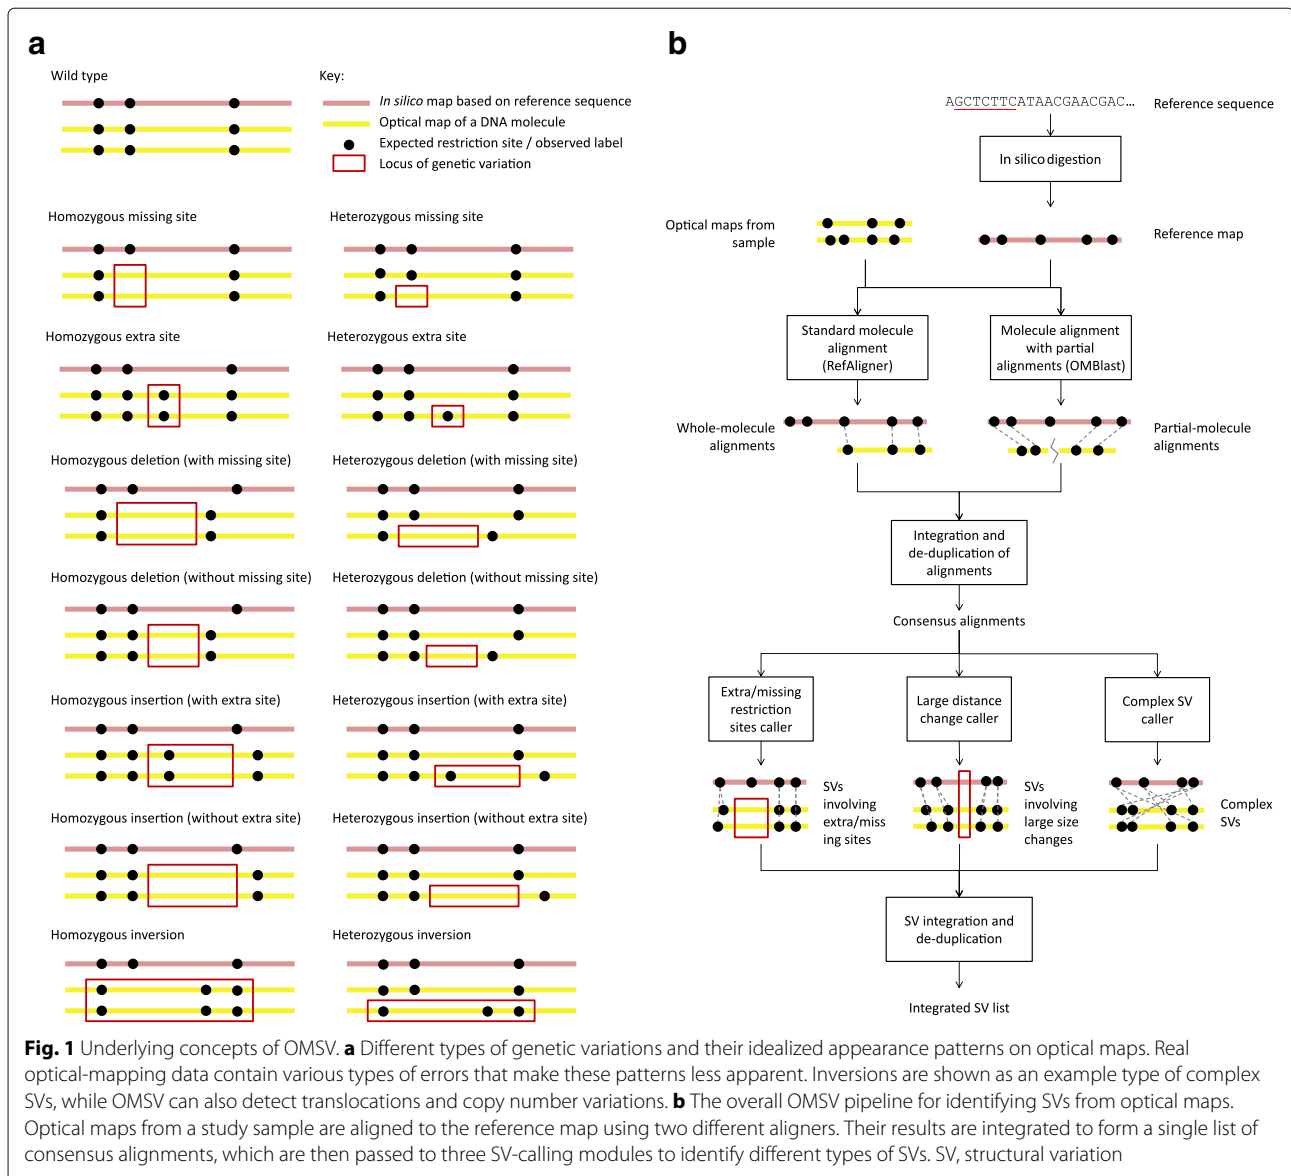 a
Wild type
Key:
In silico map based on reference sequence
Optical map of a DNA molecule
Expected restriction site / observed label
Locus of genetic variation
Homozygous missing site
Heterozygous missing site
Homozygous extra site
Heterozygous extra site
Homozygous deletion (with missing site)
Heterozygous deletion (with missing site)
Homozygous deletion (without missing site)
Heterozygous deletion (without missing site)
Homozygous insertion (with extra site)
Heterozygous insertion (with extra site)
Homozygous insertion (without extra site)
Heterozygous insertion (without extra site)
Homozygous inversion
Heterozygous inversion
b
AGCTCTTCATAACGAACGAC...
Reference sequence
In silico digestion
Optical maps from
sample
Reference map
Standard molecule
alignment
(RefAligner)
Molecule alignment
with partial
alignments (OMBlast)
Whole-molecule
alignments
Partial-molecule
alignments
Integration and
de-duplication of
alignments
Consensus alignments
Extra/missing
restriction
sites caller
Large distance
change caller
Complex SV
caller
SVs
involving
extra/miss
ing sites
SVs
involving
large size
changes
Complex
SVs
SV integration and
de-duplication
Integrated SV list
Fig. 1 Underlying concepts of OMSV. a Different types of genetic variations and their idealized appearance patterns on optical maps. Real
optical-mapping data contain various types of errors that make these patterns less apparent. Inversions are shown as an example type of complex
SVs, while OMSV can also detect translocations and copy number variations. b The overall OMSV pipeline for identifying SVs from optical maps.
Optical maps from a study sample are aligned to the reference map using two different aligners. Their results are integrated to form a single list of
consensus alignments, which are then passed to three SV-calling modules to identify different types of SVs. SV, structural variation